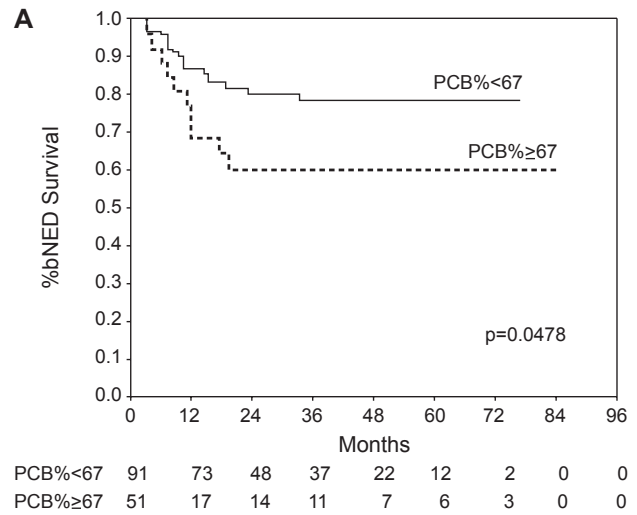 A
%bNED Survival
1.0
0.9
0.8
0.7
0.6
0.5
0.4
0.3
0.2
0.1
0.0
PCB%<67
PCB%≥67
p=0.0478
0 12 24 36 48 60 72 84 96
Months
PCB%<67 91 73 48 37 22 12 2 0 0
PCB%≥67 51 17 14 11 7 6 3 0 0